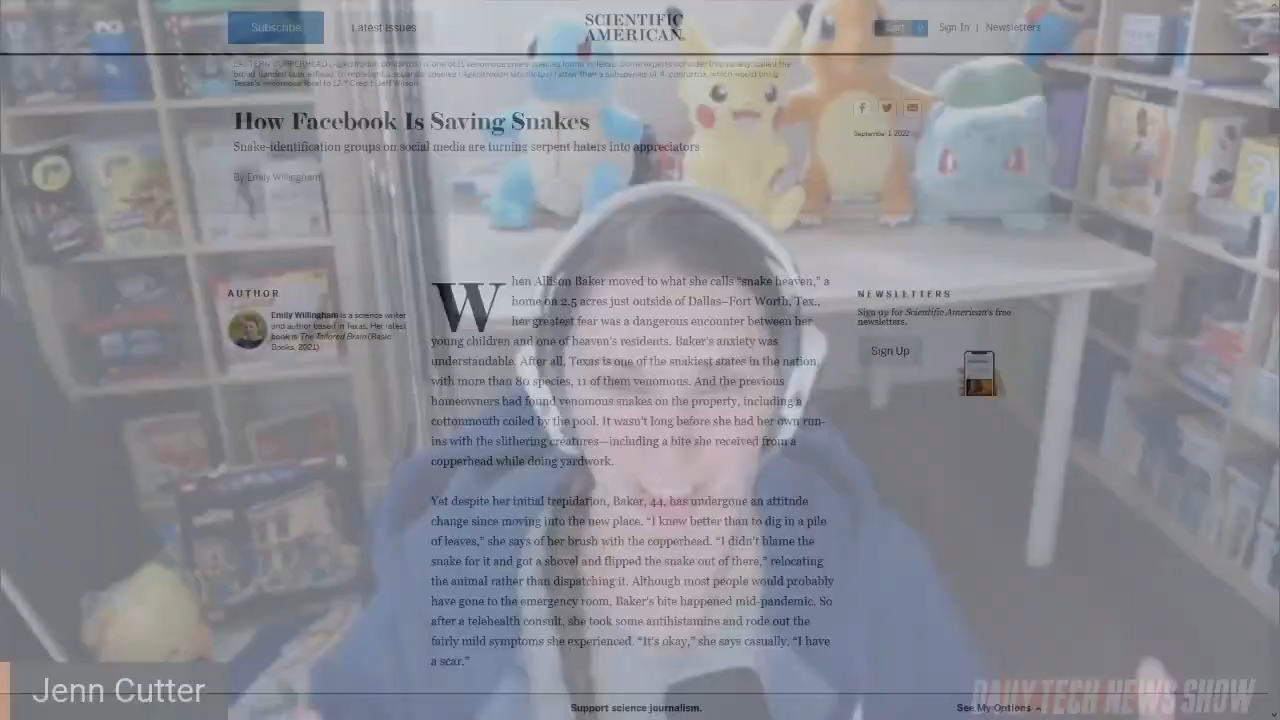 Subscribe
Latest Issues
SCIENTIFIC
AMERICAN
Cart 0
Sign In | Newsletters
How Facebook Is Saving Snakes
Snake-identification groups on social media are turning serpent haters into appreciators
By Emily Willingham
September 1, 2022
AUTHOR
Emily Willingham is a science writer
and author based in Texas. Her latest
book is The Tailored Brain (Basic
Books, 2021).
When Allison Baker moved to what she calls “snake heaven,” a
home on 2.5 acres just outside of Dallas–Fort Worth, Tex.,
her greatest fear was a dangerous encounter between her
young children and one of heaven's residents. Baker's anxiety was
understandable. After all, Texas is one of the snakiest states in the nation
with more than 80 species, 11 of them venomous. And the previous
homeowners had found venomous snakes on the property, including a
cottonmouth coiled by the pool. It wasn't long before she had her own run-
ins with the slithering creatures—including a bite she received from a
copperhead while doing yardwork.
Yet despite her initial trepidation, Baker, 44, has undergone an attitude
change since moving into the new place. “I knew better than to dig in a pile
of leaves,” she says of her brush with the copperhead. “I didn't blame the
snake for it and got a shovel and flipped the snake out of there,” relocating
the animal rather than dispatching it. Although most people would probably
have gone to the emergency room, Baker's bite happened mid-pandemic. So
after a telehealth consult, she took some antihistamine and rode out the
fairly mild symptoms she experienced. “It's okay,” she says casually. “I have
a scar.”
NEWSLETTERS
Sign up for Scientific American's free
newsletters.
Sign Up
Support science journalism.
See My Options
Jenn Cutter
DAILY TECH NEWS SHOW